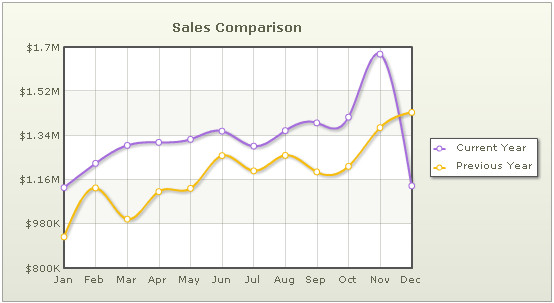 Sales Comparison
$1.7M
$1.52M
$1.34M
$1.16M
$980K
$800K
Jan Feb Mar Apr May Jun Jul Aug Sep Oct Nov Dec
Current Year
Previous Year